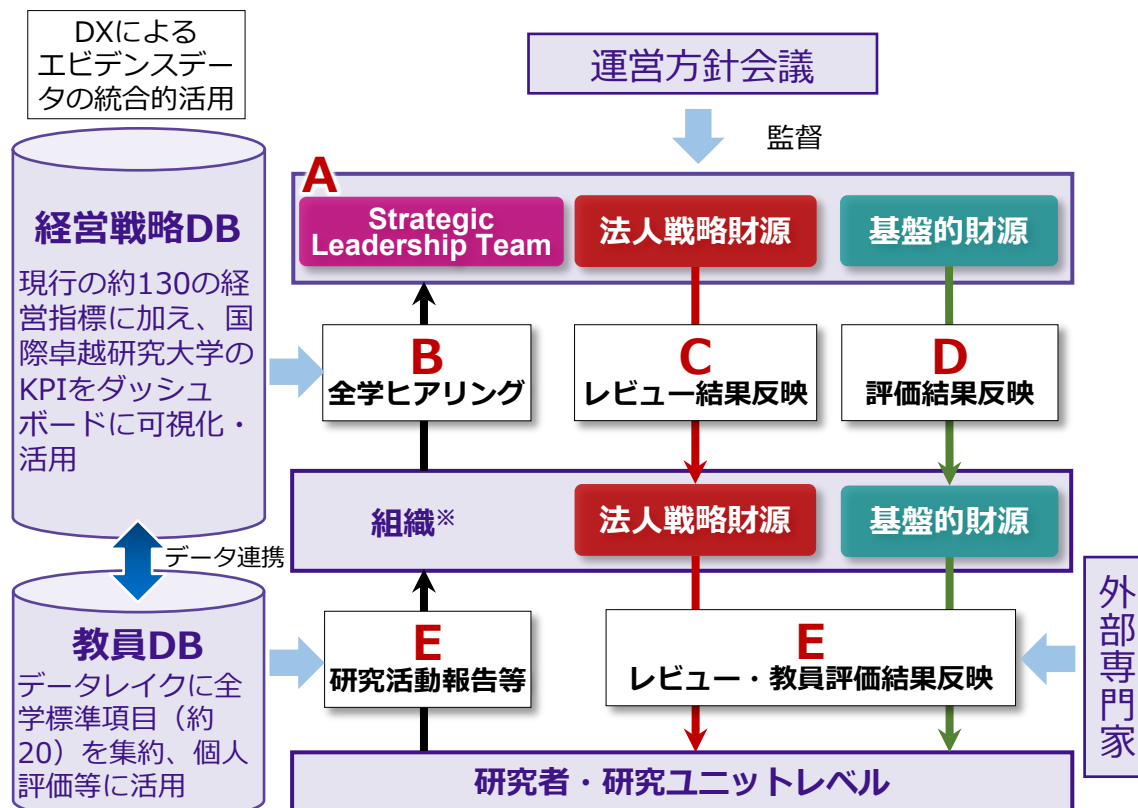 DXによる
エビデンスデー
タの統合的活用
運営方針会議
監督
経営戦略DB
現行の約130の経
営指標に加え、国
際卓越研究大学の
KPIをダッシュ
ボードに可視化・
活用
A
Strategic
Leadership Team
法人戦略財源
基盤的財源
B
全学ヒアリング
C
レビュー結果反映
D
評価結果反映
組織※
法人戦略財源
基盤的財源
データ連携
教員DB
データレイクに全
学標準項目（約
20）を集約、個人
評価等に活用
E
研究活動報告等
E
レビュー・教員評価結果反映
外部専門家
研究者・研究ユニットレベル